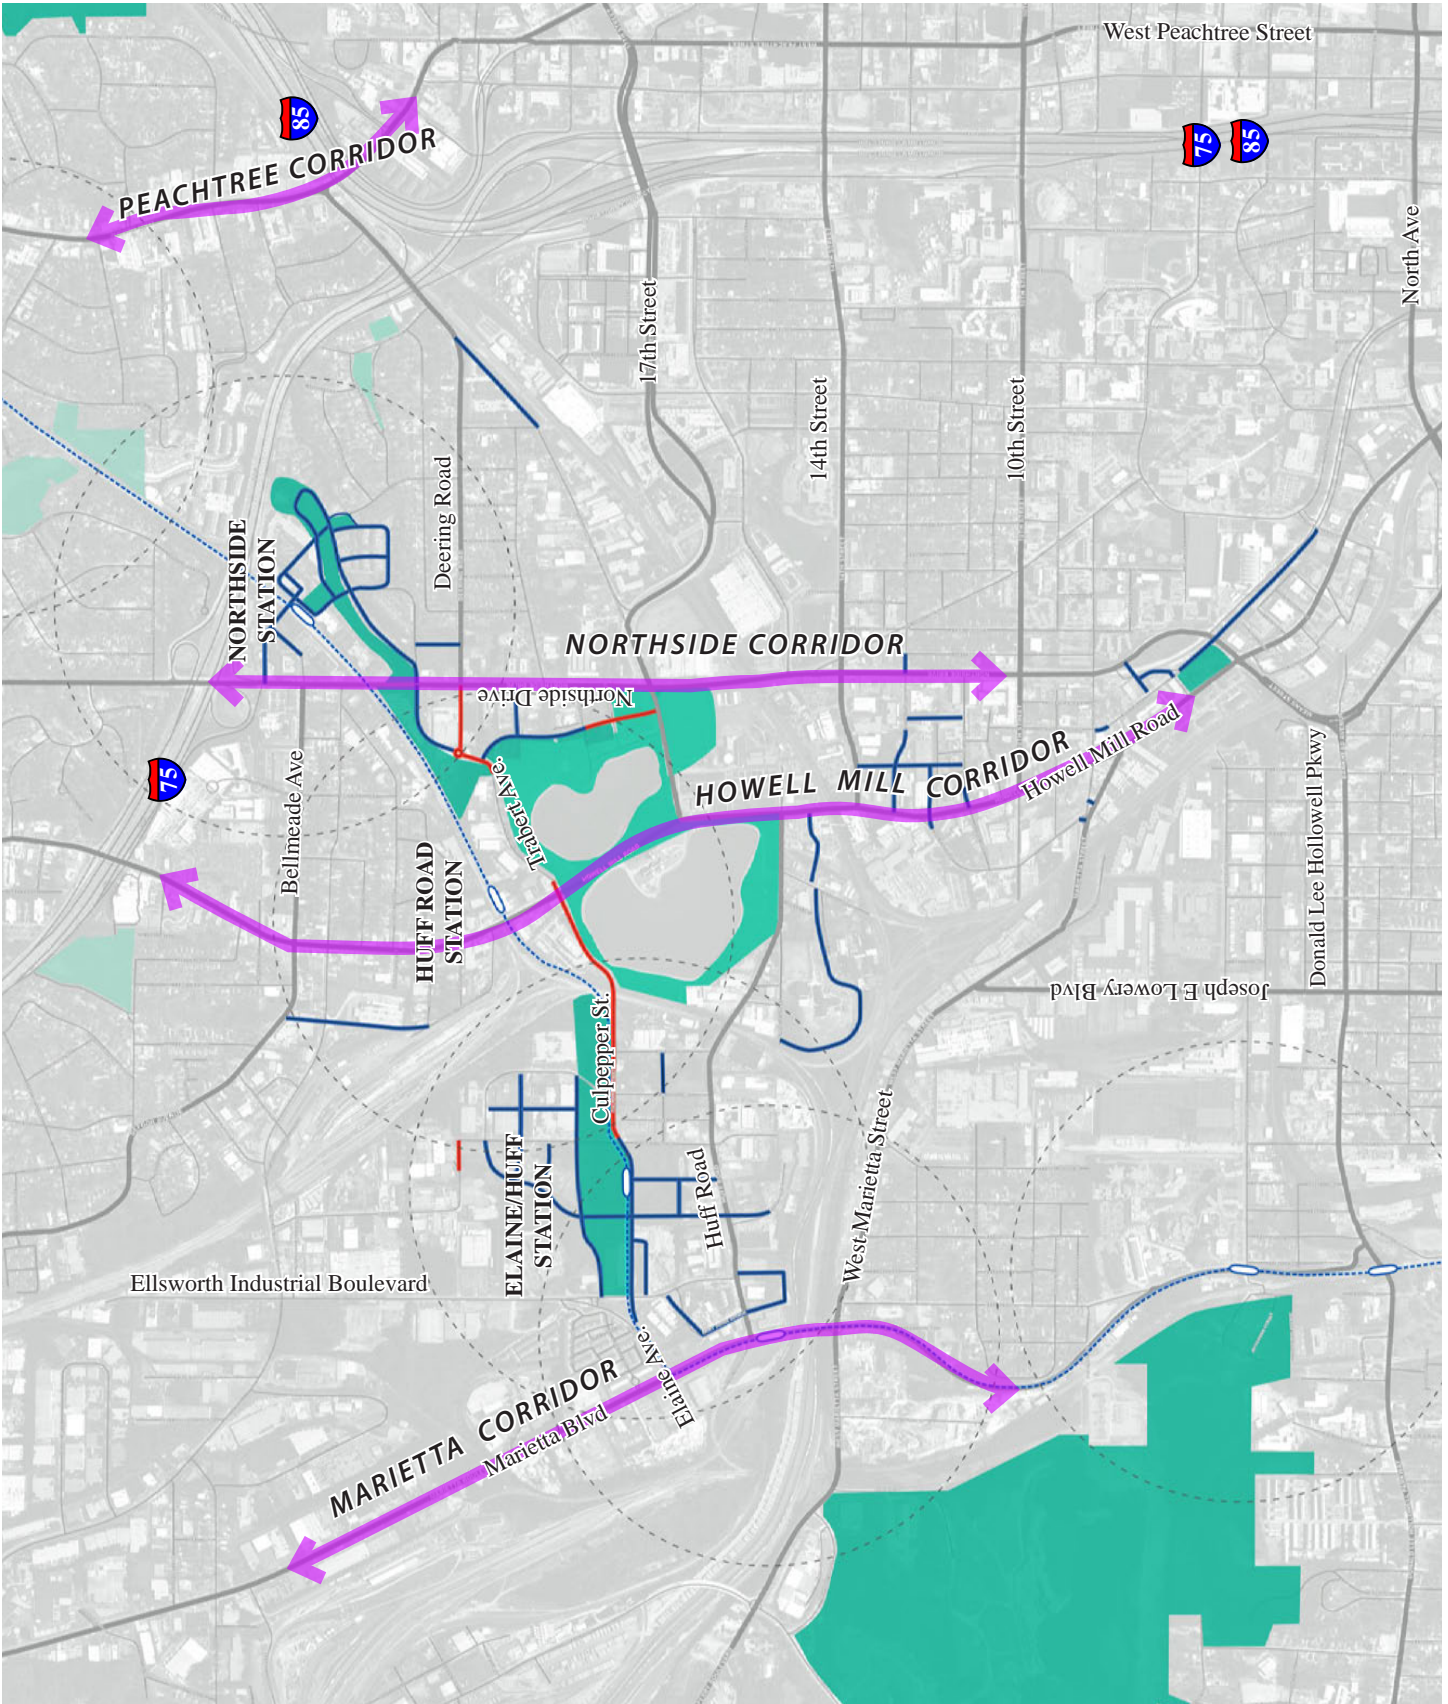 West Peachtree Street
85
PEACHTREE CORRIDOR
75
85
North Ave
17th Street
14th Street
10th Street
Deering Road
NORTHSIDE
STATION
NORTHSIDE CORRIDOR
Northside Drive
75
Bellmeade Ave
Trabert Ave.
HOWELL MILL CORRIDOR
Howell Mill Road
Donald Lee Hollowell Pkwy
HUFF ROAD
STATION
Joseph E Lowery Blvd
Culpepper St.
ELAINE/HUFF
STATION
Huff Road
West Marietta Street
Ellsworth Industrial Boulevard
Elaine Ave.
MARIETTA CORRIDOR
Marietta Blvd